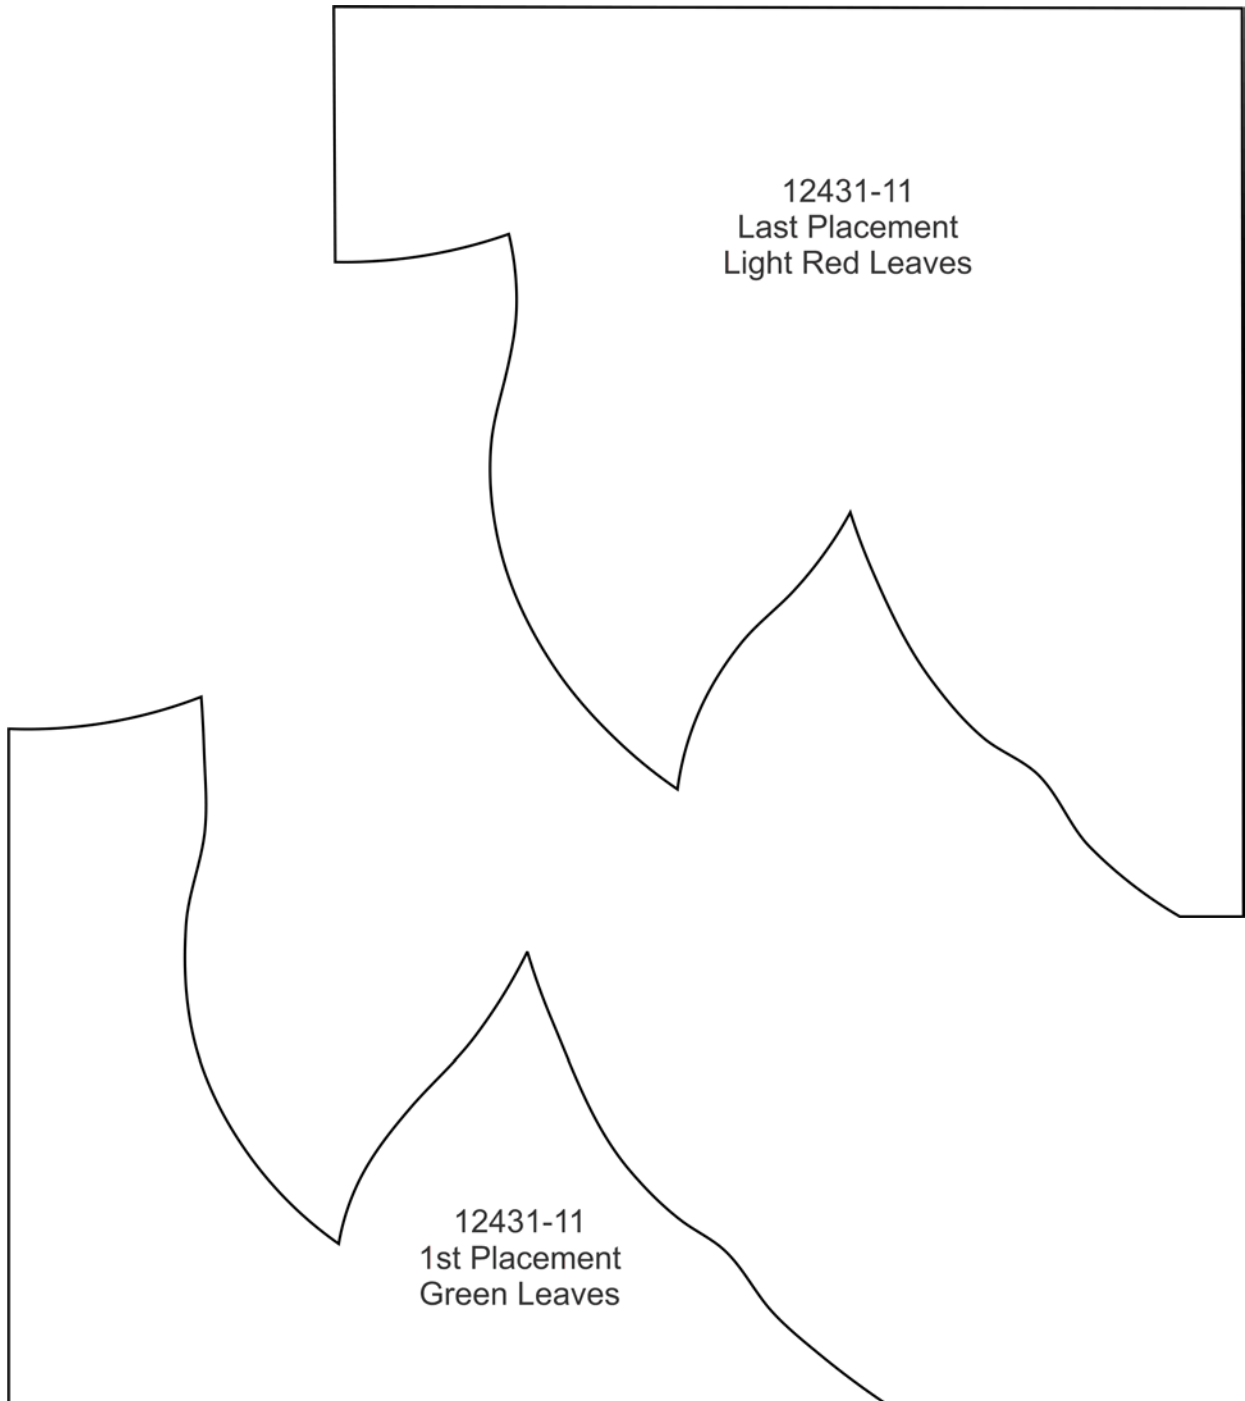 12431-11
Last Placement
Light Red Leaves
12431-11
1st Placement
Green Leaves